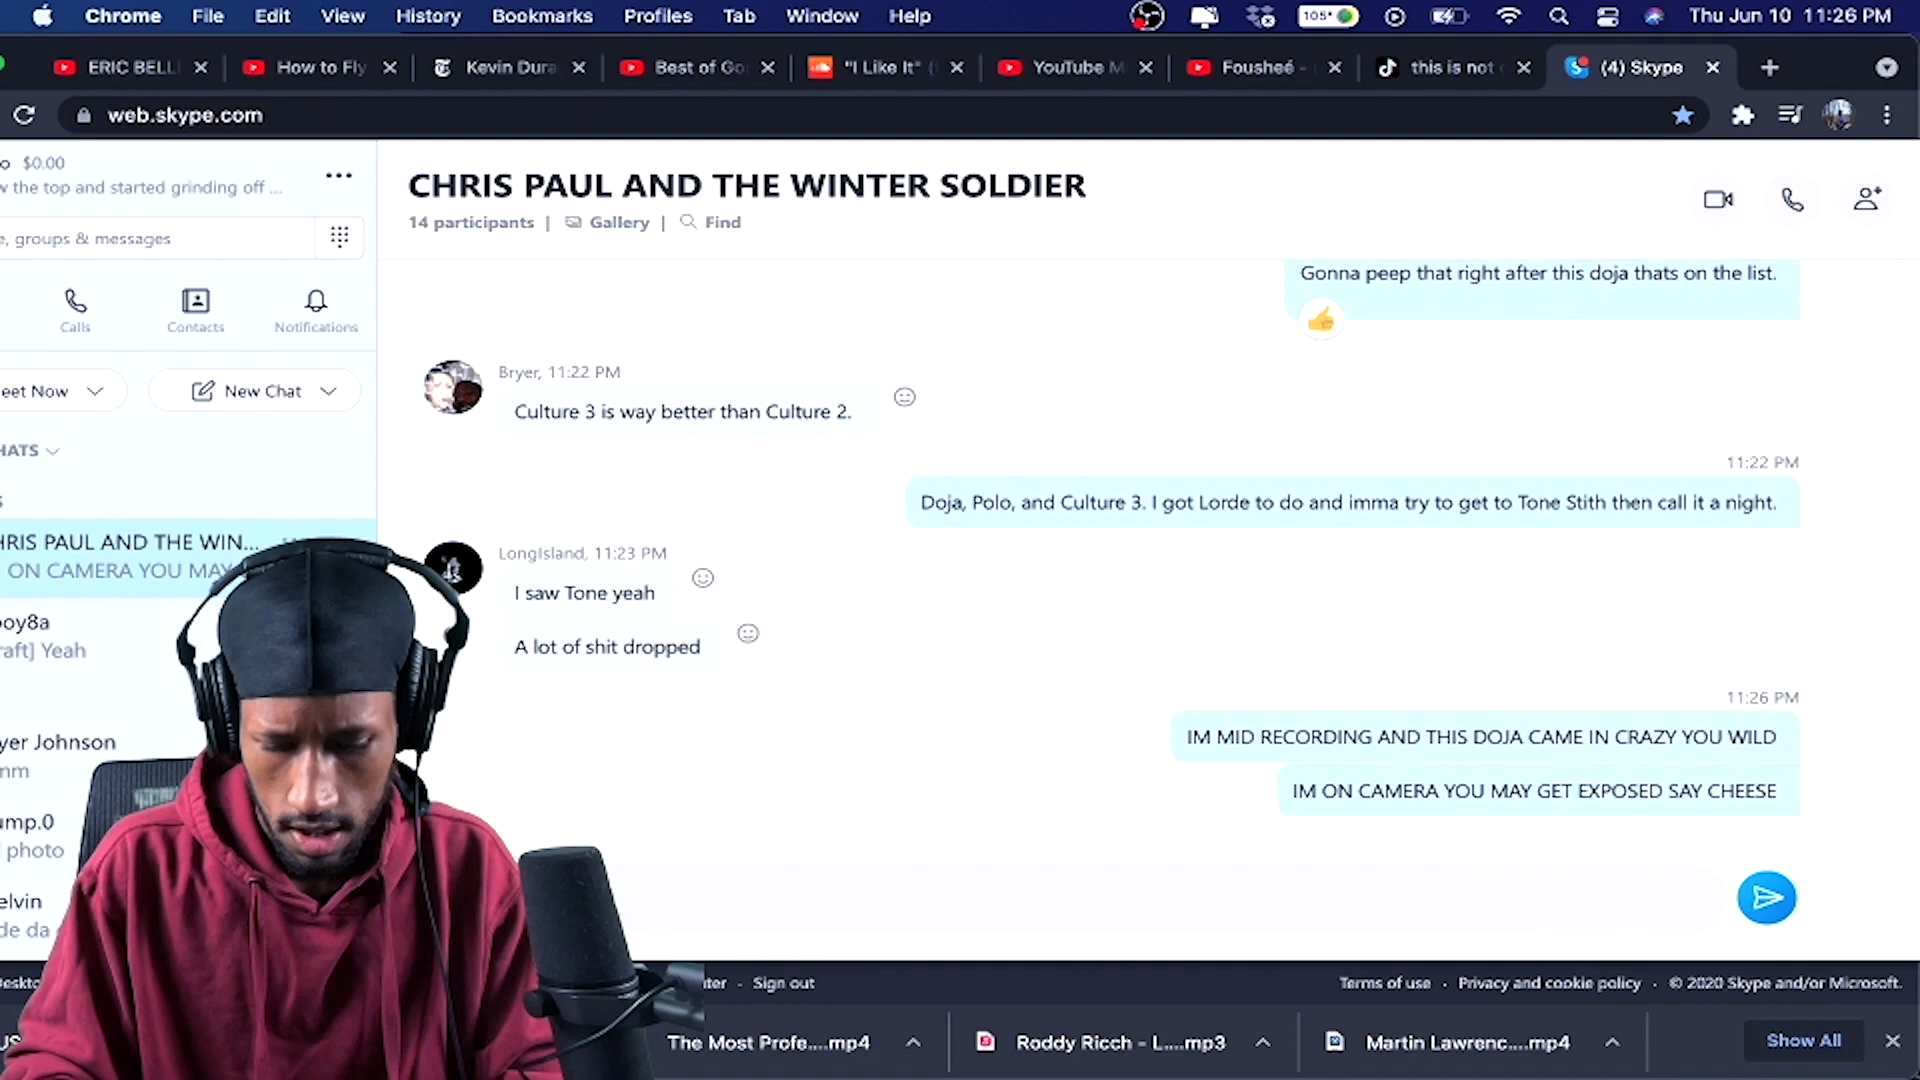 Chrome File Edit View History Bookmarks Profiles Tab Window Help 105° Thu Jun 10 11:26 PM
ERIC BELL How to Fly Kevin Dura Best of Go "I Like It" ( YouTube M Fousheé - this is not (4) Skype
web.skype.com
$0.00
w the top and started grinding off ...
e, groups & messages
Calls Contacts Notifications
eet Now New Chat
HATS
HRIS PAUL AND THE WIN...
ON CAMERA YOU MAY
ooy8a
raft] Yeah
yer Johnson
nm
ump.0
photo
elvin
de da
CHRIS PAUL AND THE WINTER SOLDIER
14 participants | Gallery | Find
Gonna peep that right after this doja thats on the list.
Bryer, 11:22 PM
Culture 3 is way better than Culture 2.
11:22 PM
Doja, Polo, and Culture 3. I got Lorde to do and imma try to get to Tone Stith then call it a night.
LongIsland, 11:23 PM
I saw Tone yeah
A lot of shit dropped
11:26 PM
IM MID RECORDING AND THIS DOJA CAME IN CRAZY YOU WILD
IM ON CAMERA YOU MAY GET EXPOSED SAY CHEESE
Deskto nter - Sign out Terms of use - Privacy and cookie policy - © 2020 Skype and/or Microsoft.
US The Most Profe....mp4 Roddy Ricch - L....mp3 Martin Lawrenc....mp4 Show All